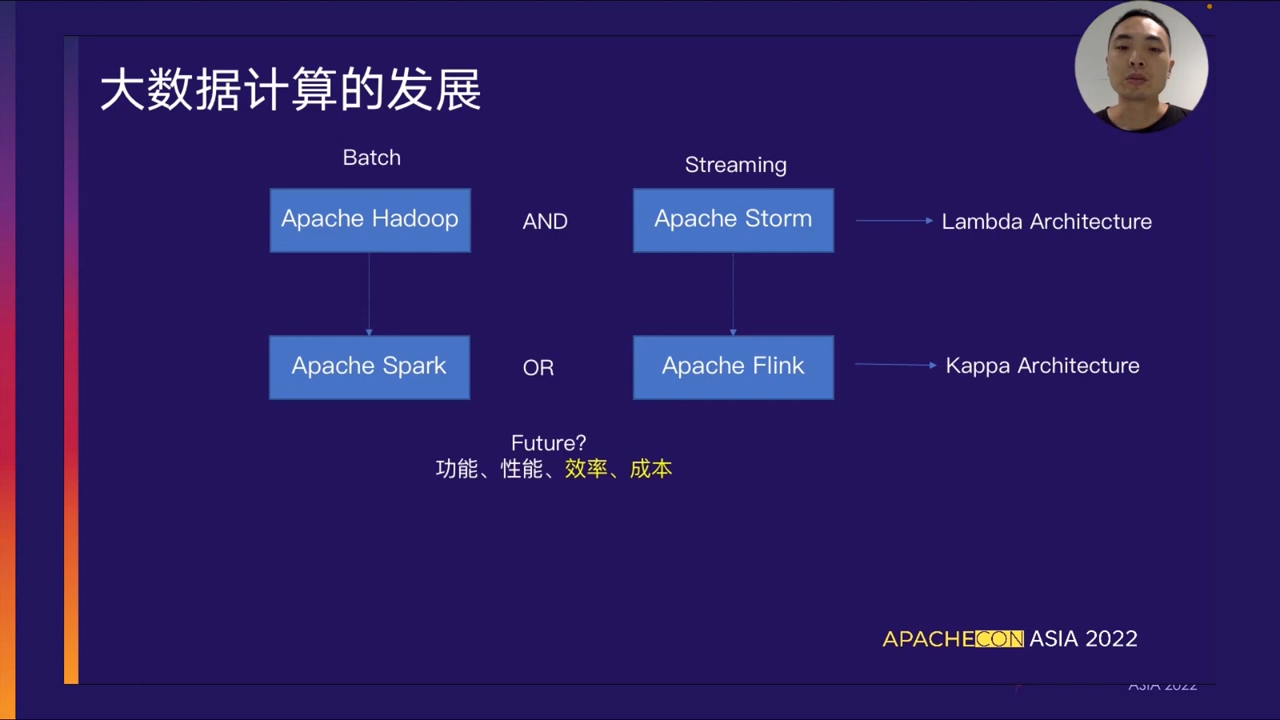 大数据计算的发展
Batch
Streaming
Apache Hadoop
AND
Apache Storm
Lambda Architecture
Apache Spark
OR
Apache Flink
Kappa Architecture
Future?
功能、性能、效率、成本
APACHECON ASIA 2022
ASIA 2022